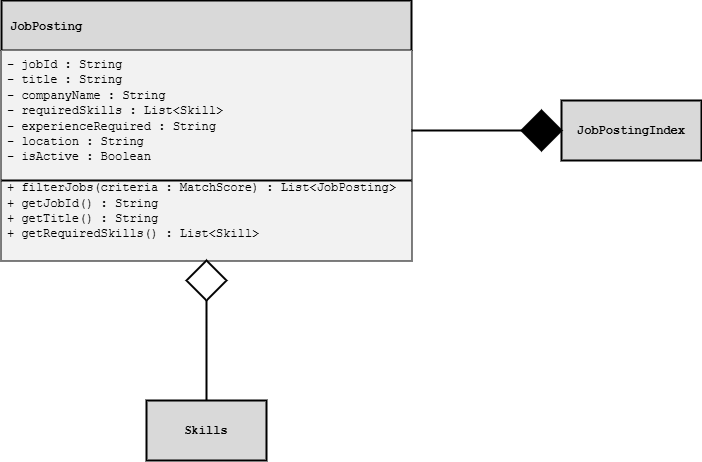 JobPosting
- jobId : String
- title : String
- companyName : String
- requiredSkills : List<Skill>
- experienceRequired : String
- location : String
- isActive : Boolean
+ filterJobs(criteria : MatchScore) : List<JobPosting>
+ getJobId() : String
+ getTitle() : String
+ getRequiredSkills() : List<Skill>
JobPostingIndex
Skills